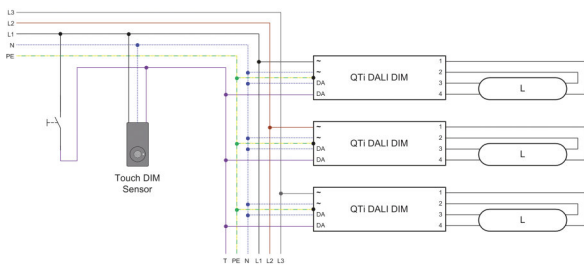 L3
L2
L1
N
PE
~ QTi DALI DIM 1
~ 2
DA 3
DA 4
L
~ QTi DALI DIM 1
~ 2
DA 3
DA 4
L
~ QTi DALI DIM 1
~ 2
DA 3
DA 4
L
Touch DIM
Sensor
T PE N L1 L2 L3